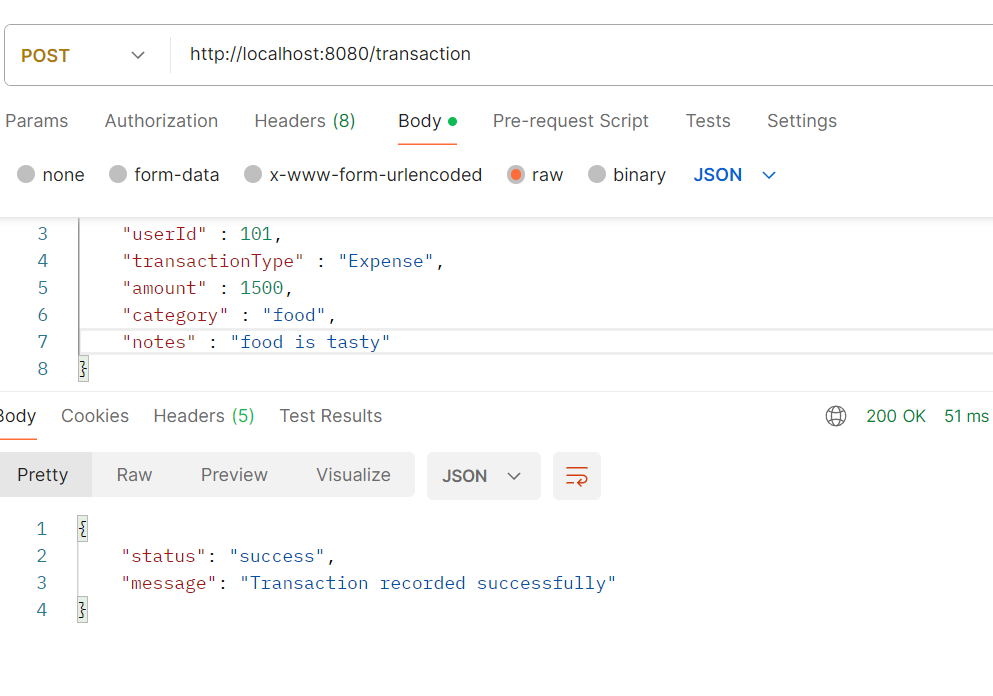 POST http://localhost:8080/transaction
Params Authorization Headers (8) Body Pre-request Script Tests Settings
none form-data x-www-form-urlencoded raw binary JSON
3 "userId" : 101,
4 "transactionType" : "Expense",
5 "amount" : 1500,
6 "category" : "food",
7 "notes" : "food is tasty"
8 }
Body Cookies Headers (5) Test Results 200 OK 51 ms
Pretty Raw Preview Visualize JSON
1 {
2 "status": "success",
3 "message": "Transaction recorded successfully"
4 }